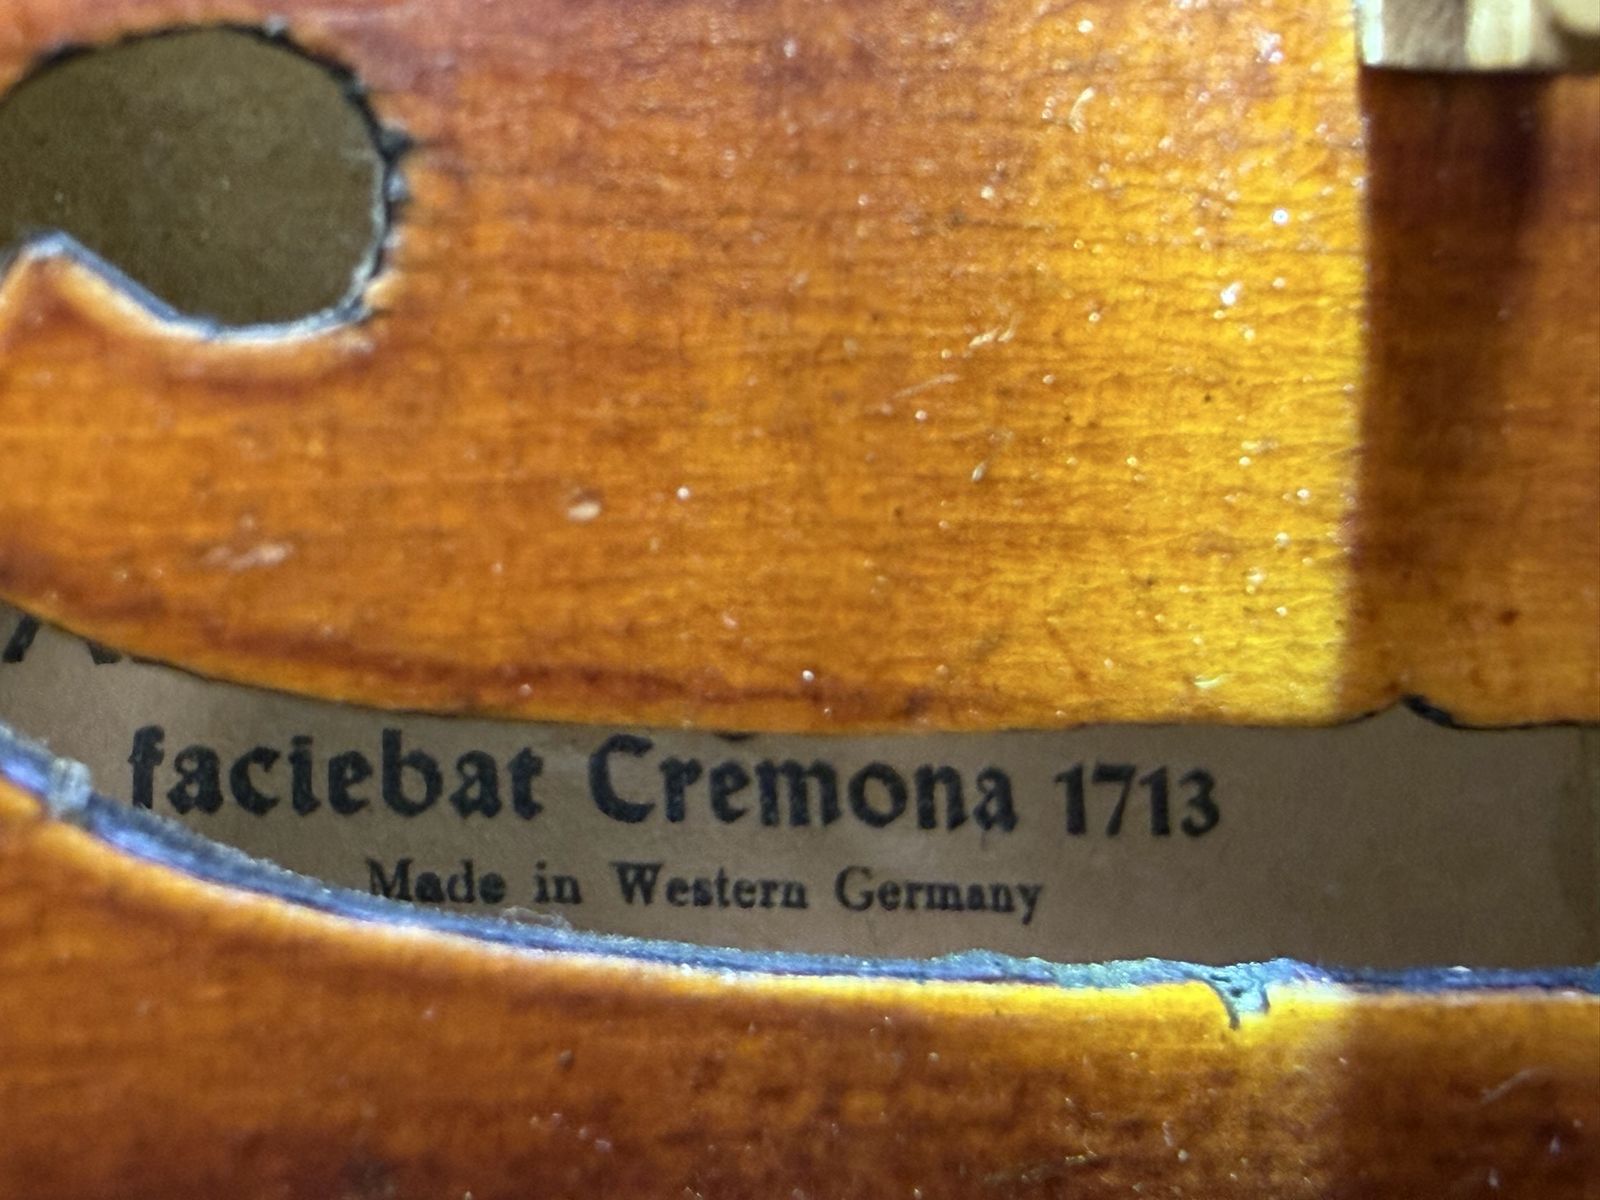 faciebat Cremona 1713
Made in Western Germany